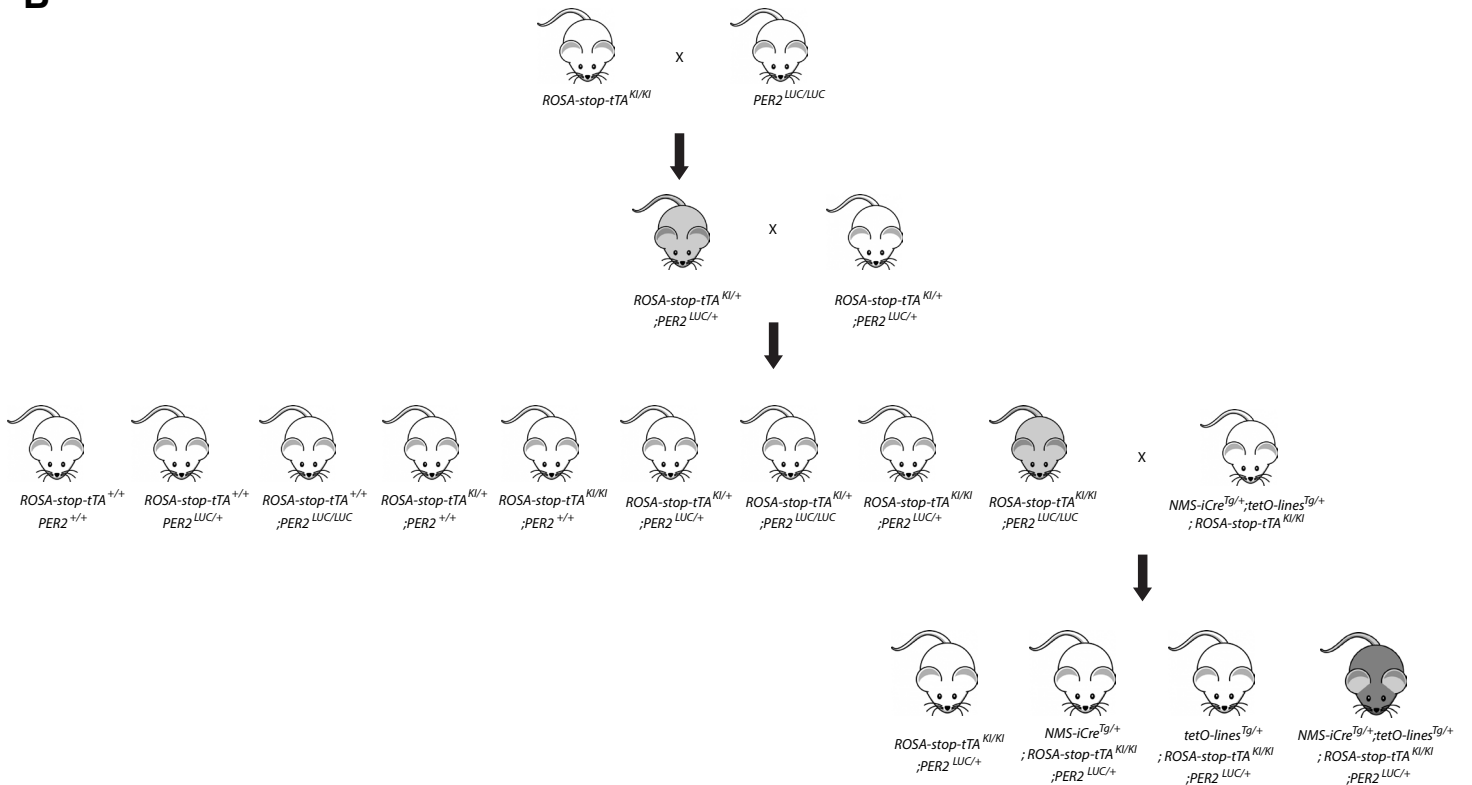 B
x
ROSA-stop-tTA^KI/KI
PER2^LUC/LUC
x
ROSA-stop-tTA^KI/+
;PER2^LUC/+
ROSA-stop-tTA^KI/+
;PER2^LUC/+
x
ROSA-stop-tTA^+/+
PER2^+/+
ROSA-stop-tTA^+/+
PER2^LUC/+
ROSA-stop-tTA^+/+
;PER2^LUC/LUC
ROSA-stop-tTA^KI/+
;PER2^+/+
ROSA-stop-tTA^KI/KI
;PER2^+/+
ROSA-stop-tTA^KI/+
;PER2^LUC/+
ROSA-stop-tTA^KI/+
;PER2^LUC/LUC
ROSA-stop-tTA^KI/KI
;PER2^LUC/+
ROSA-stop-tTA^KI/KI
;PER2^LUC/LUC
NMS-iCre^Tg/+;tetO-lines^Tg/+
; ROSA-stop-tTA^KI/KI
ROSA-stop-tTA^KI/KI
;PER2^LUC/+
NMS-iCre^Tg/+
; ROSA-stop-tTA^KI/KI
;PER2^LUC/+
tetO-lines^Tg/+
; ROSA-stop-tTA^KI/KI
;PER2^LUC/+
NMS-iCre^Tg/+;tetO-lines^Tg/+
; ROSA-stop-tTA^KI/KI
;PER2^LUC/+